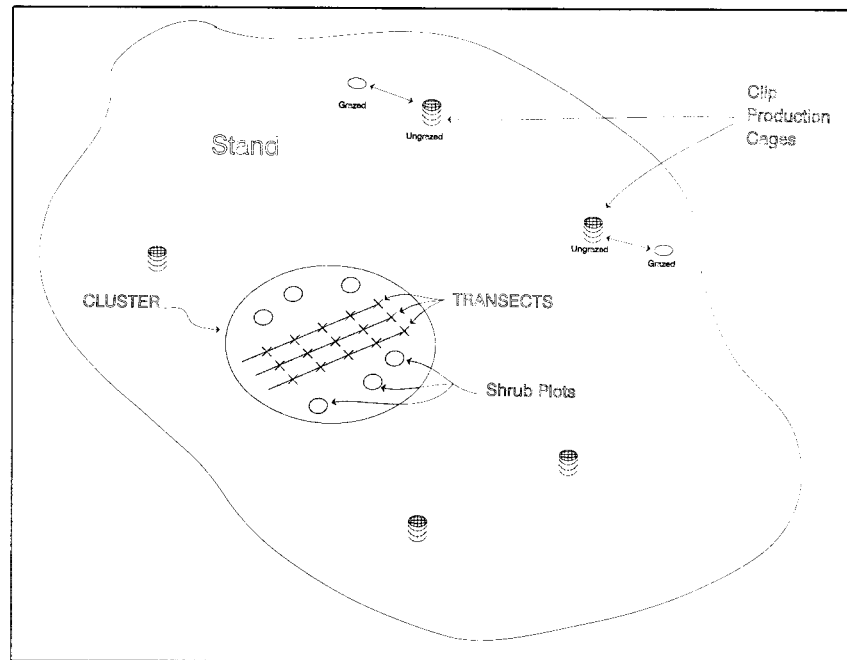 Grazed
Ungrazed
Clip
Production
Cages
Stand
Ungrazed
Grazed
CLUSTER
TRANSECTS
Shrub Plots